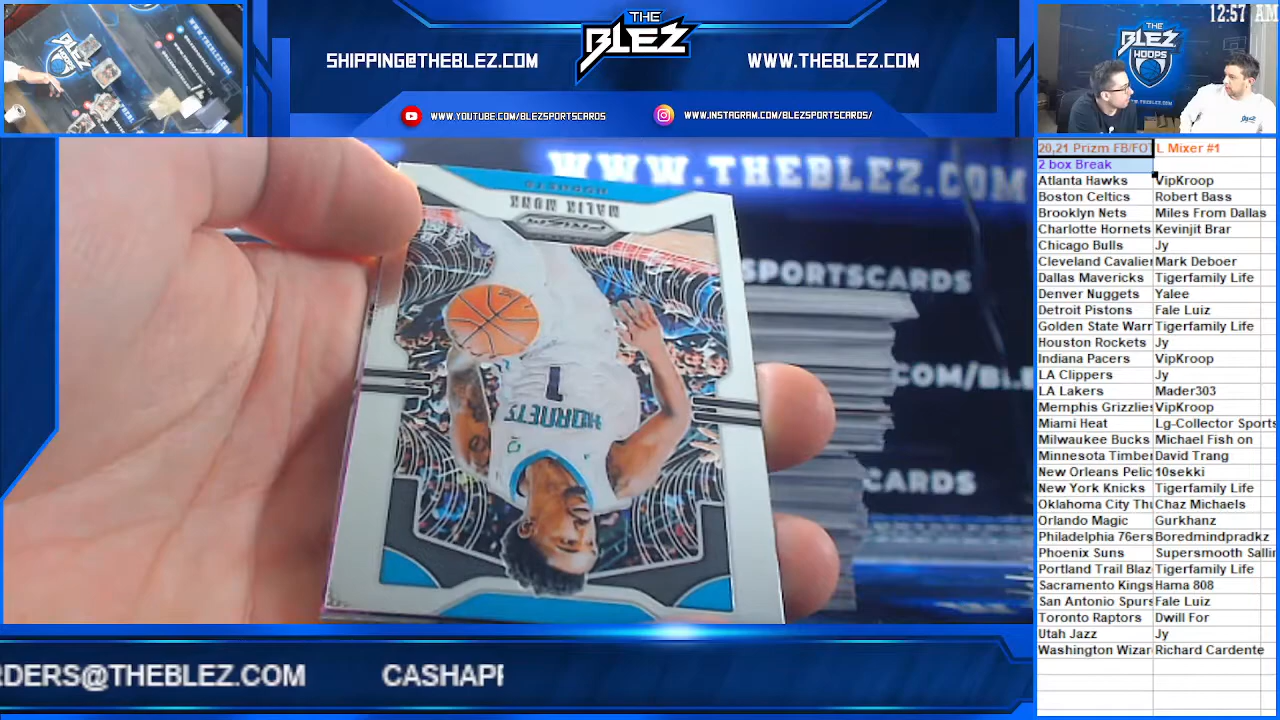 12:57 AM
THE
BLEZ
SHIPPING@THEBLEZ.COM
WWW.THEBLEZ.COM
THE
BLEZ
HOOPS
WWW.YOUTUBE.COM/BLEZSPORTSCARDS
WWW.INSTAGRAM.COM/BLEZSPORTSCARDS/
WWW.THEBLEZ.COM
HORNETS
MALIK MONK
PRIZM
SPORTSCARDS
COM/BLE
CARDS
1
HORNETS
20,21 Prizm FB/FOT L Mixer #1
2 box Break
Atlanta Hawks VipKroop
Boston Celtics Robert Bass
Brooklyn Nets Miles From Dallas
Charlotte Hornets Kevinjit Brar
Chicago Bulls Jy
Cleveland Cavalier Mark Deboer
Dallas Mavericks Tigerfamily Life
Denver Nuggets Yalee
Detroit Pistons Fale Luiz
Golden State Warr Tigerfamily Life
Houston Rockets Jy
Indiana Pacers VipKroop
LA Clippers Jy
LA Lakers Mader303
Memphis Grizzlies VipKroop
Miami Heat Lg-Collector Sports
Milwaukee Bucks Michael Fish on
Minnesota Timber David Trang
New Orleans Pelic 10sekki
New York Knicks Tigerfamily Life
Oklahoma City Thu Chaz Michaels
Orlando Magic Gurkhanz
Philadelphia 76ers Boredmindpradkz
Phoenix Suns Supersmooth Sallin
Portland Trail Blaz Tigerfamily Life
Sacramento Kings Hama 808
San Antonio Spurs Fale Luiz
Toronto Raptors Dwill For
Utah Jazz Jy
Washington Wizar Richard Cardente
RDERS@THEBLEZ.COM CASHAPP